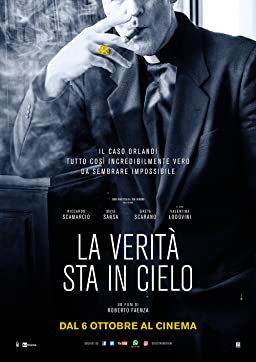 IL CASO ORLANDI
TUTTO COSÌ INCREDIBILMENTE VERO
DA SEMBRARE IMPOSSIBILE
RICCARDO SCAMARCIO
MAYA SANSA
GRETA SCARANO
VALENTINA LODOVINI
LA VERITÀ
STA IN CIELO
UN FILM DI
ROBERTO FAENZA
DAL 6 OTTOBRE AL CINEMA